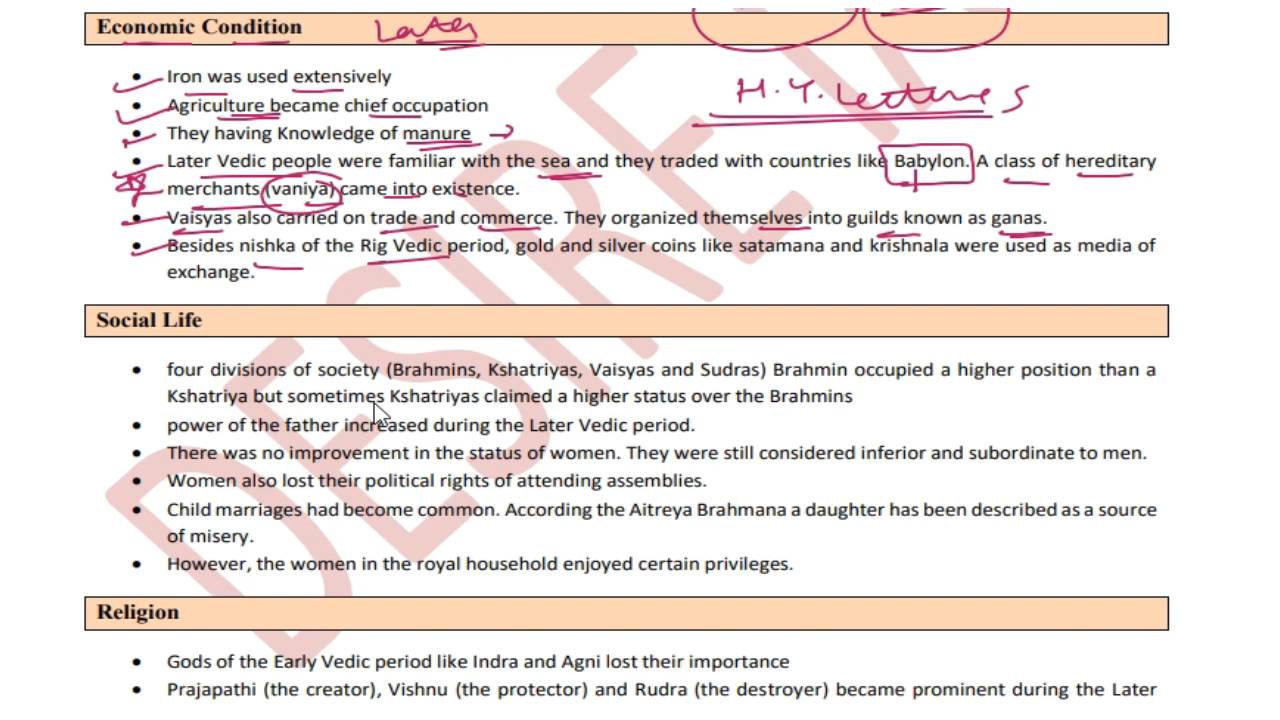 Economic Condition Later
H.Y. Lectures
• Iron was used extensively
• Agriculture became chief occupation
• They having Knowledge of manure →
• Later Vedic people were familiar with the sea and they traded with countries like Babylon. A class of hereditary
merchants (vaniya) came into existence.
• Vaisyas also carried on trade and commerce. They organized themselves into guilds known as ganas.
• Besides nishka of the Rig Vedic period, gold and silver coins like satamana and krishnala were used as media of
exchange.
Social Life
• four divisions of society (Brahmins, Kshatriyas, Vaisyas and Sudras) Brahmin occupied a higher position than a
Kshatriya but sometimes Kshatriyas claimed a higher status over the Brahmins
• power of the father increased during the Later Vedic period.
• There was no improvement in the status of women. They were still considered inferior and subordinate to men.
• Women also lost their political rights of attending assemblies.
• Child marriages had become common. According the Aitreya Brahmana a daughter has been described as a source
of misery.
• However, the women in the royal household enjoyed certain privileges.
Religion
• Gods of the Early Vedic period like Indra and Agni lost their importance
• Prajapathi (the creator), Vishnu (the protector) and Rudra (the destroyer) became prominent during the Later
DESIRE